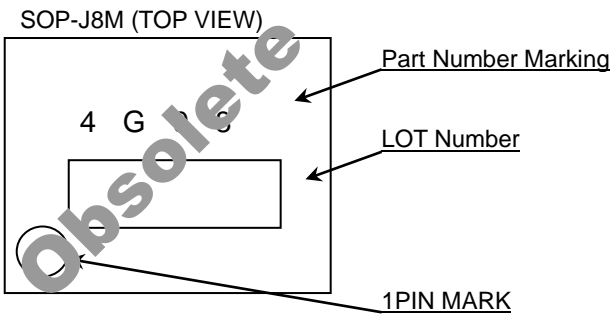 SOP-J8M (TOP VIEW)
Part Number Marking
4 G
LOT Number
1PIN MARK
Obsolete